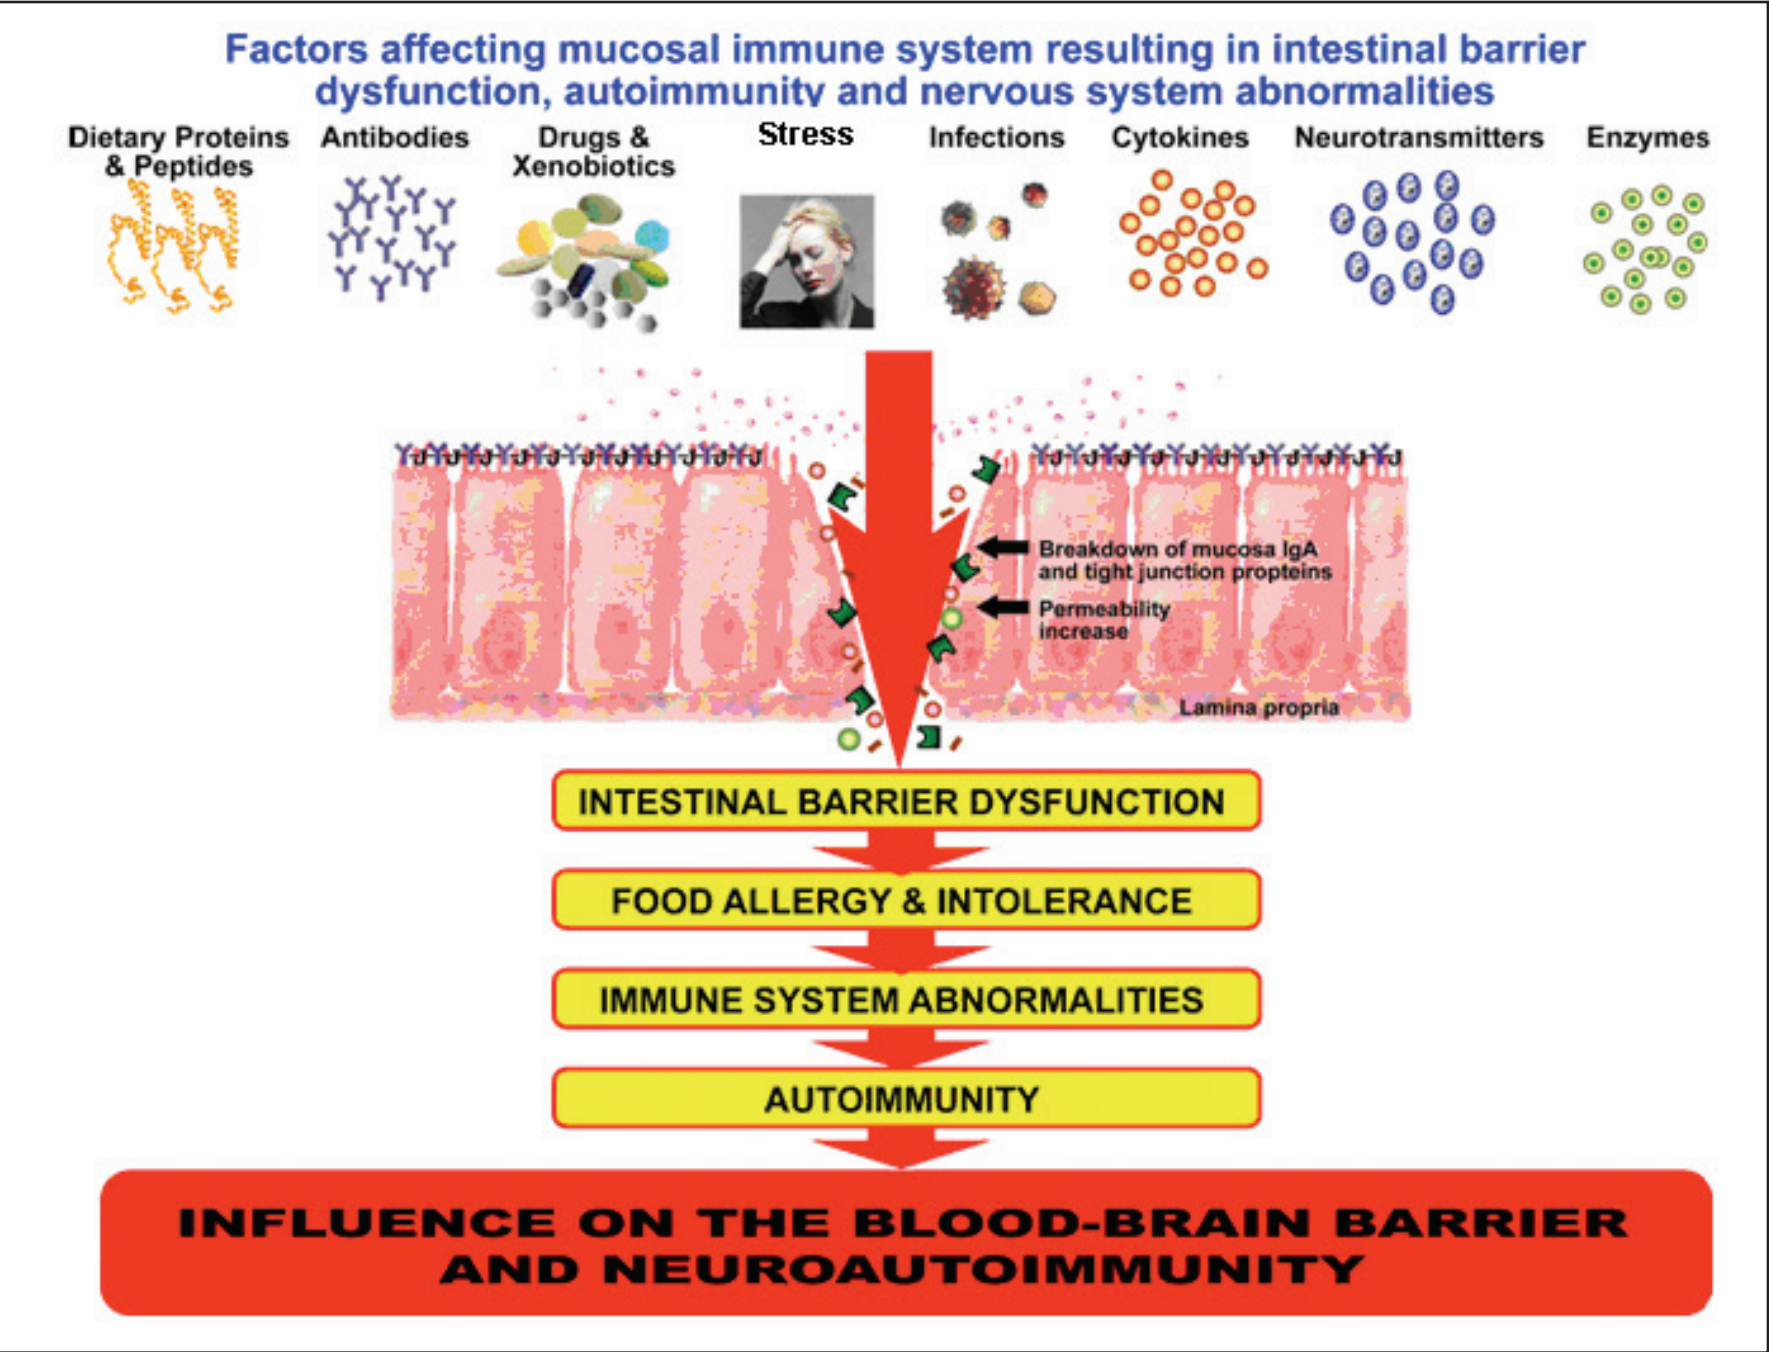 Factors affecting mucosal immune system resulting in intestinal barrier
dysfunction, autoimmunity and nervous system abnormalities
Dietary Proteins
& Peptides
Antibodies
Drugs &
Xenobiotics
Stress
Infections
Cytokines
Neurotransmitters
Enzymes
Breakdown of mucosa IgA
and tight junction propteins
Permeability
increase
Lamina propria
INTESTINAL BARRIER DYSFUNCTION
FOOD ALLERGY & INTOLERANCE
IMMUNE SYSTEM ABNORMALITIES
AUTOIMMUNITY
INFLUENCE ON THE BLOOD-BRAIN BARRIER
AND NEUROAUTOIMMUNITY